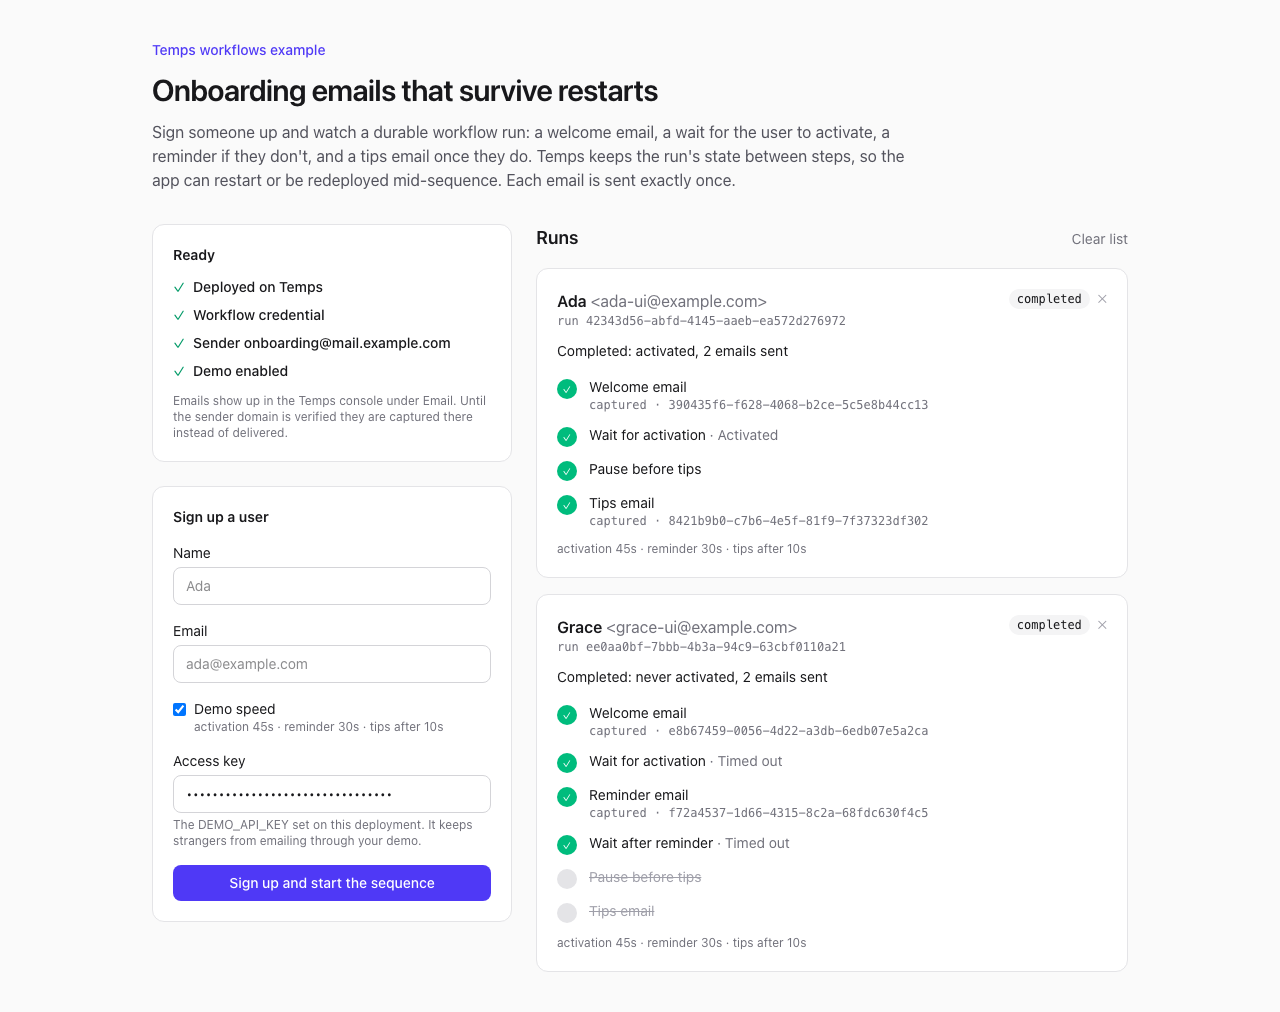 Temps workflows example
Onboarding emails that survive restarts
Sign someone up and watch a durable workflow run: a welcome email, a wait for the user to activate, a
reminder if they don't, and a tips email once they do. Temps keeps the run's state between steps, so the
app can restart or be redeployed mid-sequence. Each email is sent exactly once.
Ready
Deployed on Temps
Workflow credential
Sender onboarding@mail.example.com
Demo enabled
Emails show up in the Temps console under Email. Until
the sender domain is verified they are captured there
instead of delivered.
Sign up a user
Name
Ada
Email
ada@example.com
Demo speed
activation 45s · reminder 30s · tips after 10s
Access key
••••••••••••••••••••••••••••••••
The DEMO_API_KEY set on this deployment. It keeps
strangers from emailing through your demo.
Sign up and start the sequence
Runs
Clear list
Ada <ada-ui@example.com>
completed
run 42343d56-abfd-4145-aaeb-ea572d276972
Completed: activated, 2 emails sent
Welcome email
captured · 390435f6-f628-4068-b2ce-5c5e8b44cc13
Wait for activation · Activated
Pause before tips
Tips email
captured · 8421b9b0-c7b6-4e5f-81f9-7f37323df302
activation 45s · reminder 30s · tips after 10s
Grace <grace-ui@example.com>
completed
run ee0aa0bf-7bbb-4b3a-94c9-63cbf0110a21
Completed: never activated, 2 emails sent
Welcome email
captured · e8b67459-0056-4d22-a3db-6edb07e5a2ca
Wait for activation · Timed out
Reminder email
captured · f72a4537-1d66-4315-8c2a-68fdc630f4c5
Wait after reminder · Timed out
Pause before tips
Tips email
activation 45s · reminder 30s · tips after 10s